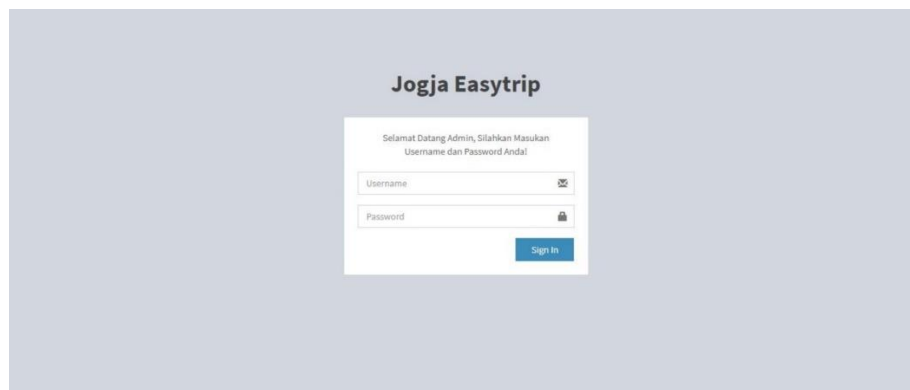 Jogja Easytrip
Selamat Datang Admin, Silahkan Masukan
Username dan Password Anda!
Username
Password
Sign In